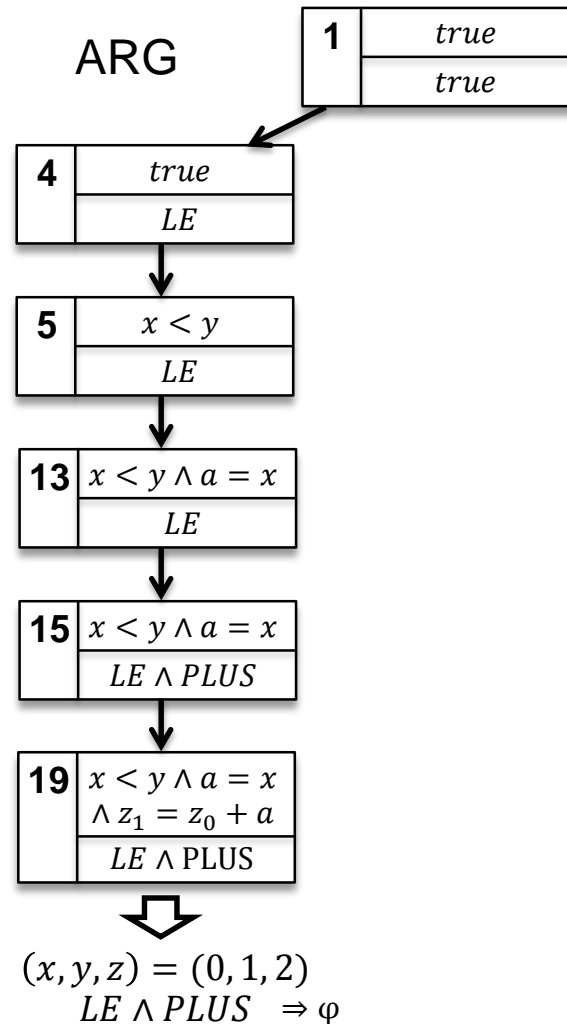 ARG
1 true
true
4 true
LE
5 x < y
LE
13 x < y ∧ a = x
LE
15 x < y ∧ a = x
LE ∧ PLUS
19 x < y ∧ a = x
∧ z₁ = z₀ + a
LE ∧ PLUS
(x, y, z) = (0, 1, 2)
LE ∧ PLUS ⇒ φ